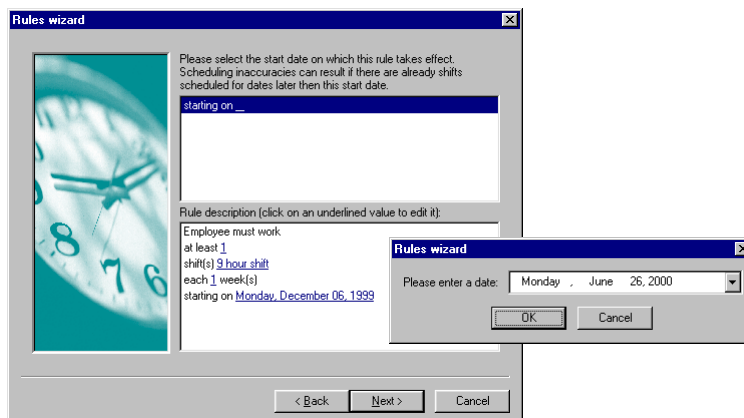 Rules wizard
Please select the start date on which this rule takes effect.
Scheduling inaccuracies can result if there are already shifts
scheduled for dates later then this start date.
starting on __
Rule description (click on an underlined value to edit it):
Employee must work
at least 1
shift(s) 9 hour shift
each 1 week(s)
starting on Monday, December 06, 1999
< Back
Next >
Cancel
Rules wizard
Please enter a date:
Monday , June 26, 2000
OK
Cancel
8
7
6